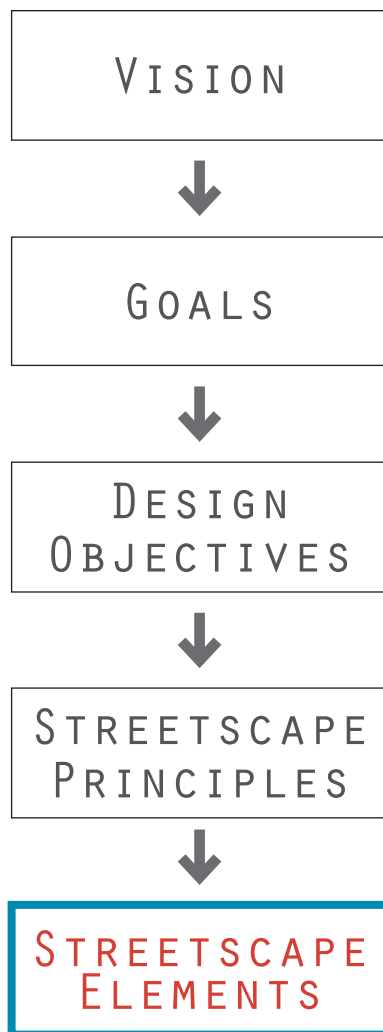 VISION
GOALS
DESIGN
OBJECTIVES
STREETSCAPE
PRINCIPLES
STREETSCAPE
ELEMENTS